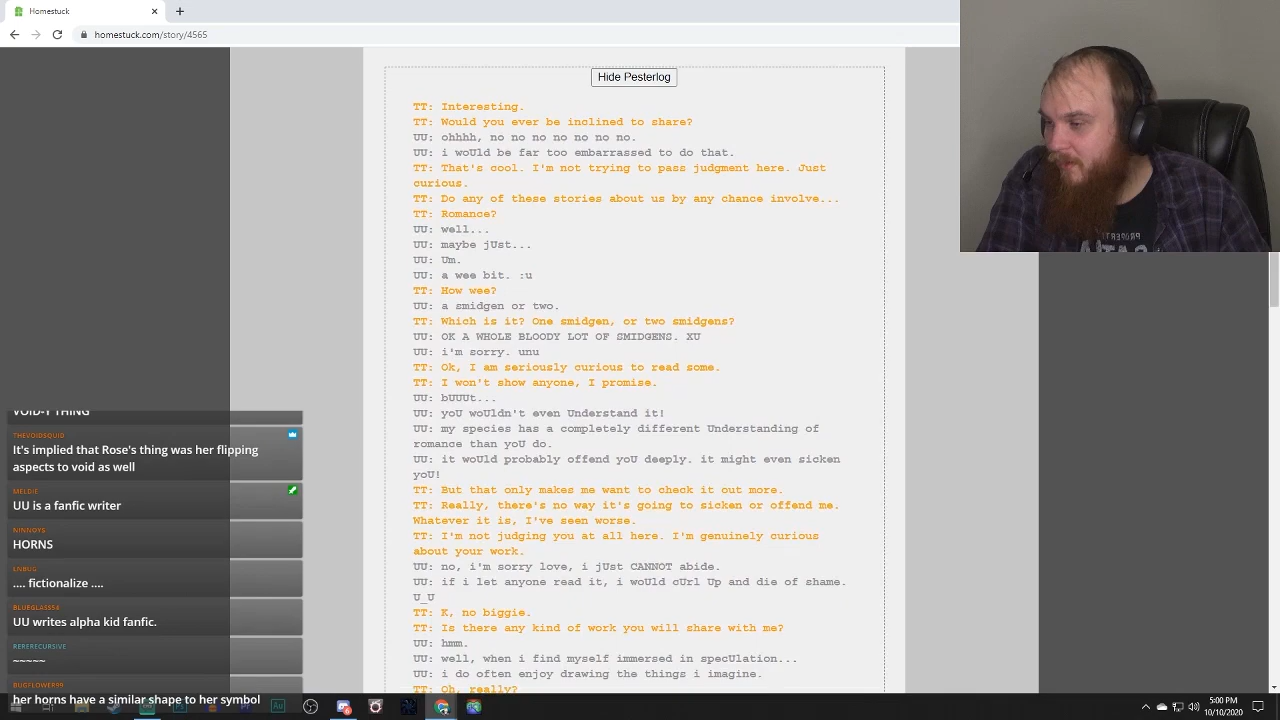 Homestuck
homestuck.com/story/4565
Hide Pesterlog
TT: Interesting.
TT: Would you ever be inclined to share?
UU: ohhhh, no no no no no no no.
UU: i woUld be far too embarrassed to do that.
TT: That's cool. I'm not trying to pass judgment here. Just
curious.
TT: Do any of these stories about us by any chance involve...
TT: Romance?
UU: well...
UU: maybe jUst...
UU: Um.
UU: a wee bit. :u
TT: How wee?
UU: a smidgen or two.
TT: Which is it? One smidgen, or two smidgens?
UU: OK A WHOLE BLOODY LOT OF SMIDGENS. XU
UU: i'm sorry. unu
TT: Ok, I am seriously curious to read some.
TT: I won't show anyone, I promise.
UU: bUUUt...
UU: yoU woUldn't even Understand it!
UU: my species has a completely different Understanding of
romance than yoU do.
UU: it woUld probably offend yoU deeply. it might even sicken
yoU!
TT: But that only makes me want to check it out more.
TT: Really, there's no way it's going to sicken or offend me.
Whatever it is, I've seen worse.
TT: I'm not judging you at all here. I'm genuinely curious
about your work.
UU: no, i'm sorry love, i jUst CANNOT abide.
UU: if i let anyone read it, i woUld cUrl Up and die of shame.
U_U
TT: K, no biggie.
TT: Is there any kind of work you will share with me?
UU: hmm.
UU: well, when i find myself immersed in specUlation...
UU: i do often enjoy drawing the things i imagine.
TT: Oh, really?
VOID-Y THING
THEVOIDSQUID
It's implied that Rose's thing was her flipping
aspects to void as well
MELDIE
UU is a fanfic writer
NINNOYS
HORNS
LNBUG
.... fictionalize ....
BLUEGLASS58
UU writes alpha kid fanfic.
RERERECURSIVE
~~~~~
BUGFLOWER99
her horns have a similar shape to her symbol
5:00 PM
10/10/2020